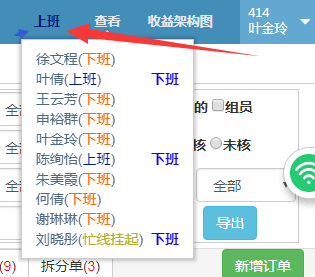 上班 查看 收益架构图 414
叶金玲
徐文程(下班)
叶倩(上班) 下班
王云芳(下班)
申裕群(下班)
叶金玲(下班)
陈绚怡(上班) 下班
朱美霞(下班)
何倩(下班)
谢琳琳(下班)
刘晓彤(忙线挂起) 下班
全部
的 组员
核 未核
全部
导出
(9) 拆分单(3) 新增订单